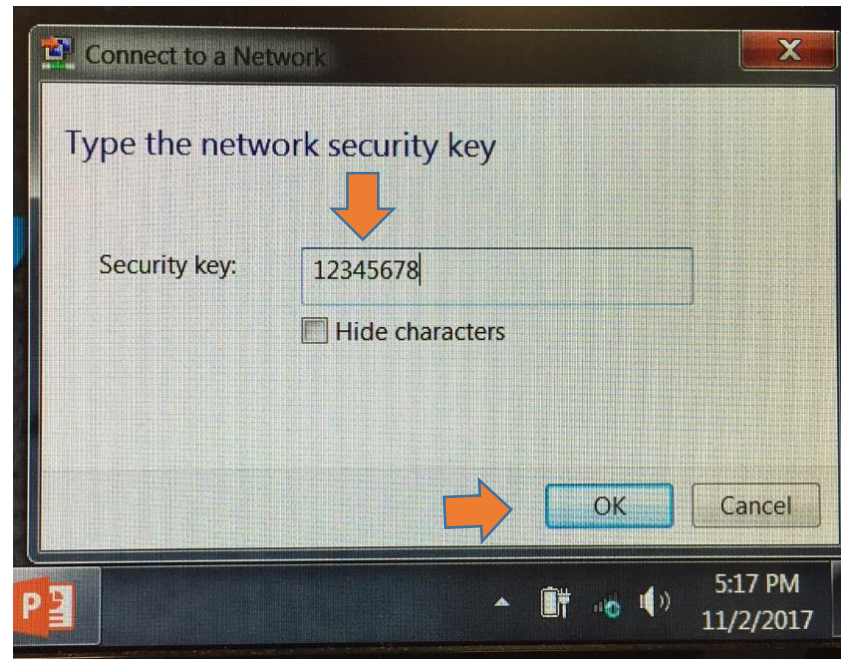 Connect to a Network
Type the network security key
Security key: 12345678
Hide characters
OK Cancel
P
5:17 PM
11/2/2017